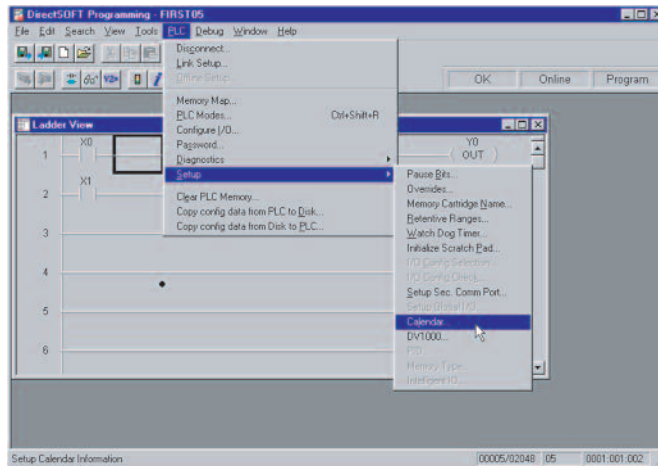 DirectSOFT Programming - FIRST05
File Edit Search View Tools PLC Debug Window Help
Disconnect...
Link Setup...
Offline Setup
Memory Map...
PLC Modes... Ctrl+Shift+R
Configure I/O...
Password...
Diagnostics
Setup
Clear PLC Memory...
Copy config data from PLC to Disk...
Copy config data from Disk to PLC...
OK Online Program
Ladder View
X0
Y0
1
OUT
X1
2
3
4
5
6
Pause Bits...
Overrides...
Memory Cartridge Name...
Retentive Ranges...
Watch Dog Timer...
Initialize Scratch Pad...
I/O Config Selection...
I/O Config Check...
Setup Sec. Comm Port...
Setup Global I/O
Calendar...
DV1000...
PID
Memory Type...
Intelligent IO...
Setup Calendar Information
00005/02048 05 0001:001:002